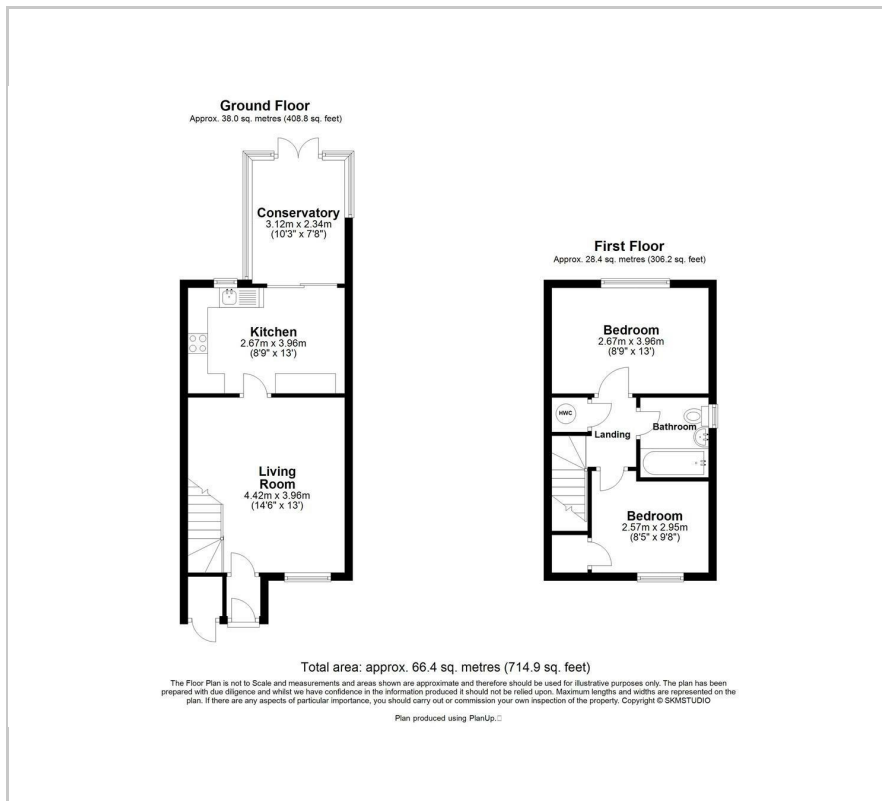 Ground Floor
Approx. 38.0 sq. metres (408.8 sq. feet)
Conservatory
3.12m x 2.34m
(10'3" x 7'8")
Kitchen
2.67m x 3.96m
(8'9" x 13')
Living
Room
4.42m x 3.96m
(14'6" x 13')
First Floor
Approx. 28.4 sq. metres (306.2 sq. feet)
Bedroom
2.67m x 3.96m
(8'9" x 13')
HWC
Bathroom
Landing
Bedroom
2.57m x 2.95m
(8'5" x 9'8")
Total area: approx. 66.4 sq. metres (714.9 sq. feet)
The Floor Plan is not to Scale and measurements and areas shown are approximate and therefore should be used for illustrative purposes only. The plan has been
prepared with due diligence and whilst we have confidence in the information produced it should not be relied upon. Maximum lengths and widths are represented on the
plan. If there are any aspects of particular importance, you should carry out or commission your own inspection of the property. Copyright © SKMSTUDIO
Plan produced using PlanUp.